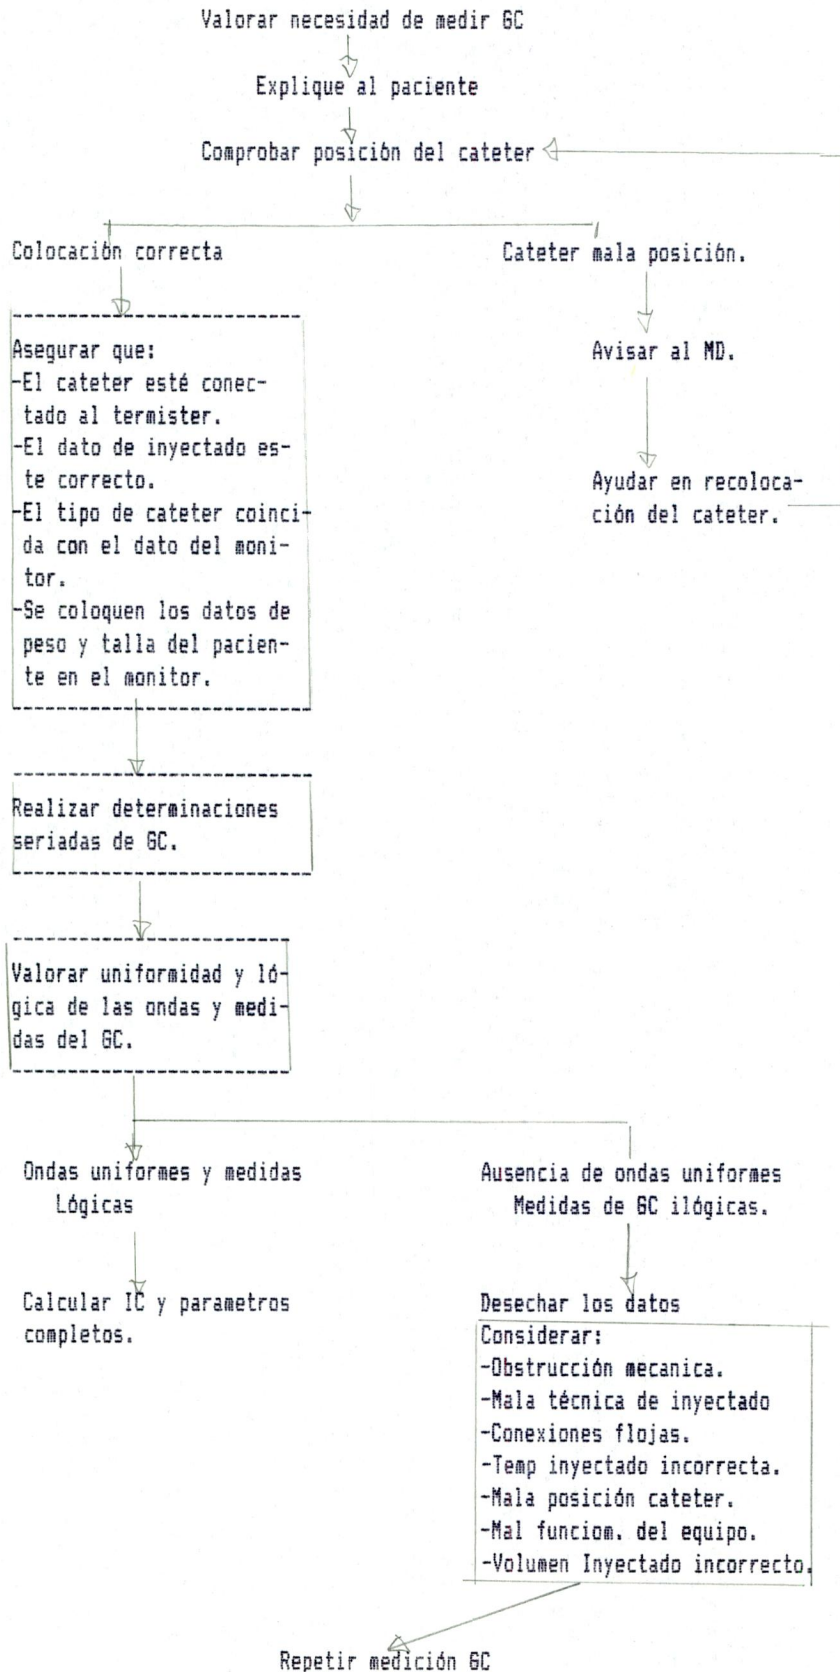 Valorar necesidad de medir GC
Explique al paciente
Comprobar posición del cateter
Colocación correcta
Asegurar que:
-El cateter esté conec-
tado al termister.
-El dato de inyectado es-
te correcto.
-El tipo de cateter coinci-
da con el dato del moni-
tor.
-Se coloquen los datos de
peso y talla del pacien-
te en el monitor.
Cateter mala posición.
Avisar al MD.
Ayudar en recoloca-
ción del cateter.
Realizar determinaciones
seriadas de GC.
Valorar uniformidad y ló-
gica de las ondas y medi-
das del GC.
Ondas uniformes y medidas
Lógicas
Calcular IC y parametros
completos.
Ausencia de ondas uniformes
Medidas de GC ilógicas.
Desechar los datos
Considerar:
-Obstrucción mecanica.
-Mala técnica de inyectado
-Conexiones flojas.
-Temp inyectado incorrecta.
-Mala posición cateter.
-Mal funciom. del equipo.
-Volumen Inyectado incorrecto.
Repetir medición GC